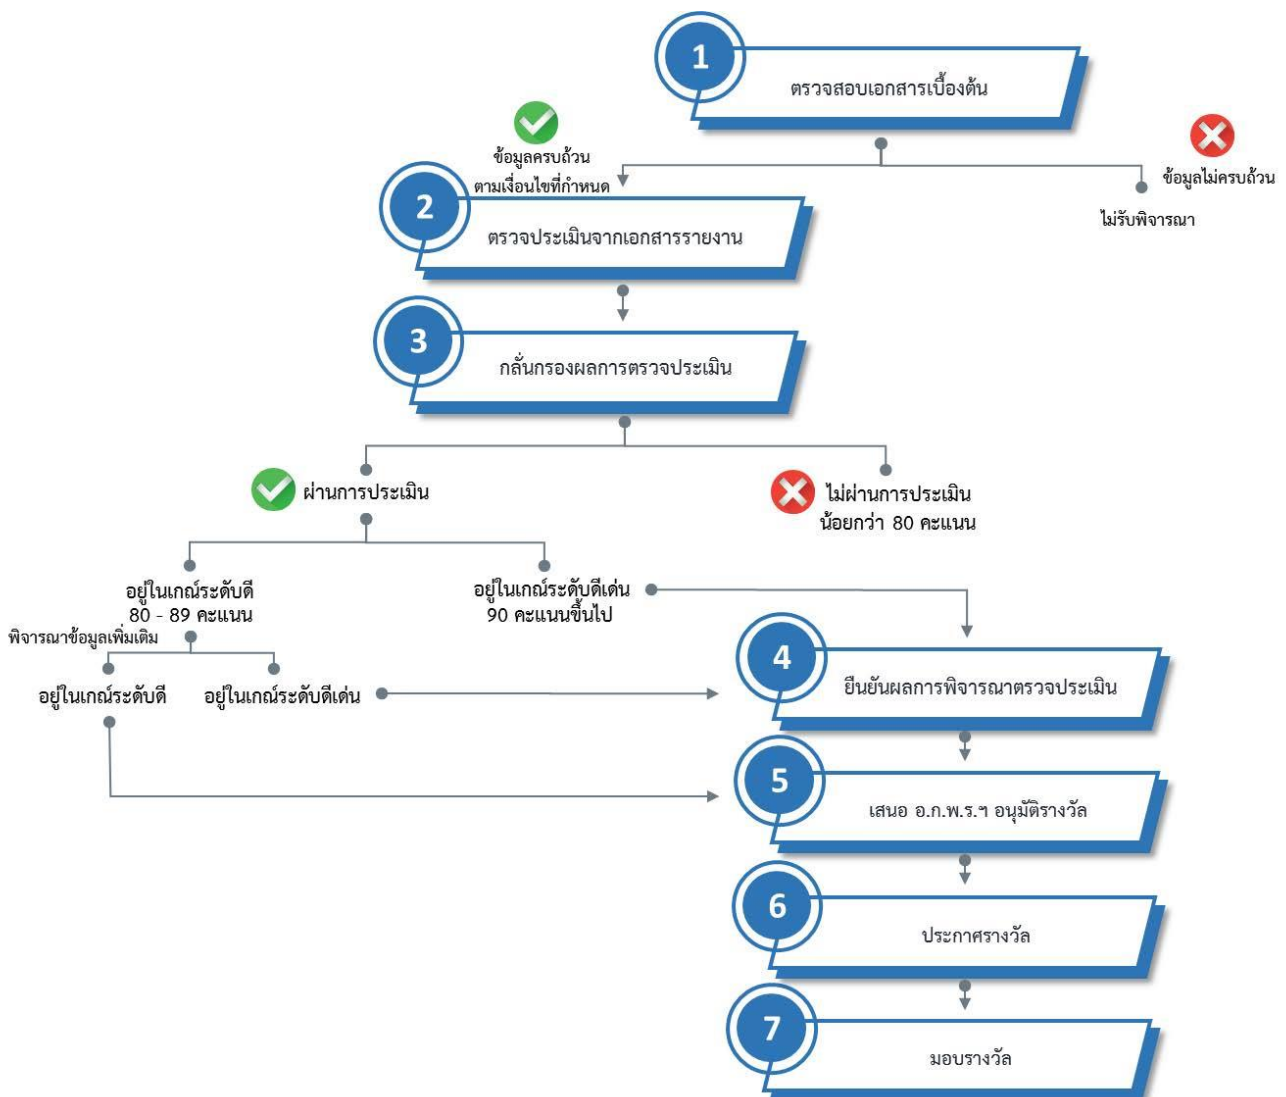 1
ตรวจสอบเอกสารเบื้องต้น
ข้อมูลครบถ้วน
ตามเงื่อนไขที่กำหนด
ข้อมูลไม่ครบถ้วน
ไม่รับพิจารณา
2
ตรวจประเมินจากเอกสารรายงาน
3
กลั่นกรองผลการตรวจประเมิน
ผ่านการประเมิน
ไม่ผ่านการประเมิน
น้อยกว่า 80 คะแนน
อยู่ในเกณ์ระดับดี
80 - 89 คะแนน
อยู่ในเกณ์ระดับดีเด่น
90 คะแนนขึ้นไป
พิจารณาข้อมูลเพิ่มเติม
อยู่ในเกณ์ระดับดี
อยู่ในเกณ์ระดับดีเด่น
4
ยืนยันผลการพิจารณาตรวจประเมิน
5
เสนอ อ.ก.พ.ร.ฯ อนุมัติรางวัล
6
ประกาศรางวัล
7
มอบรางวัล